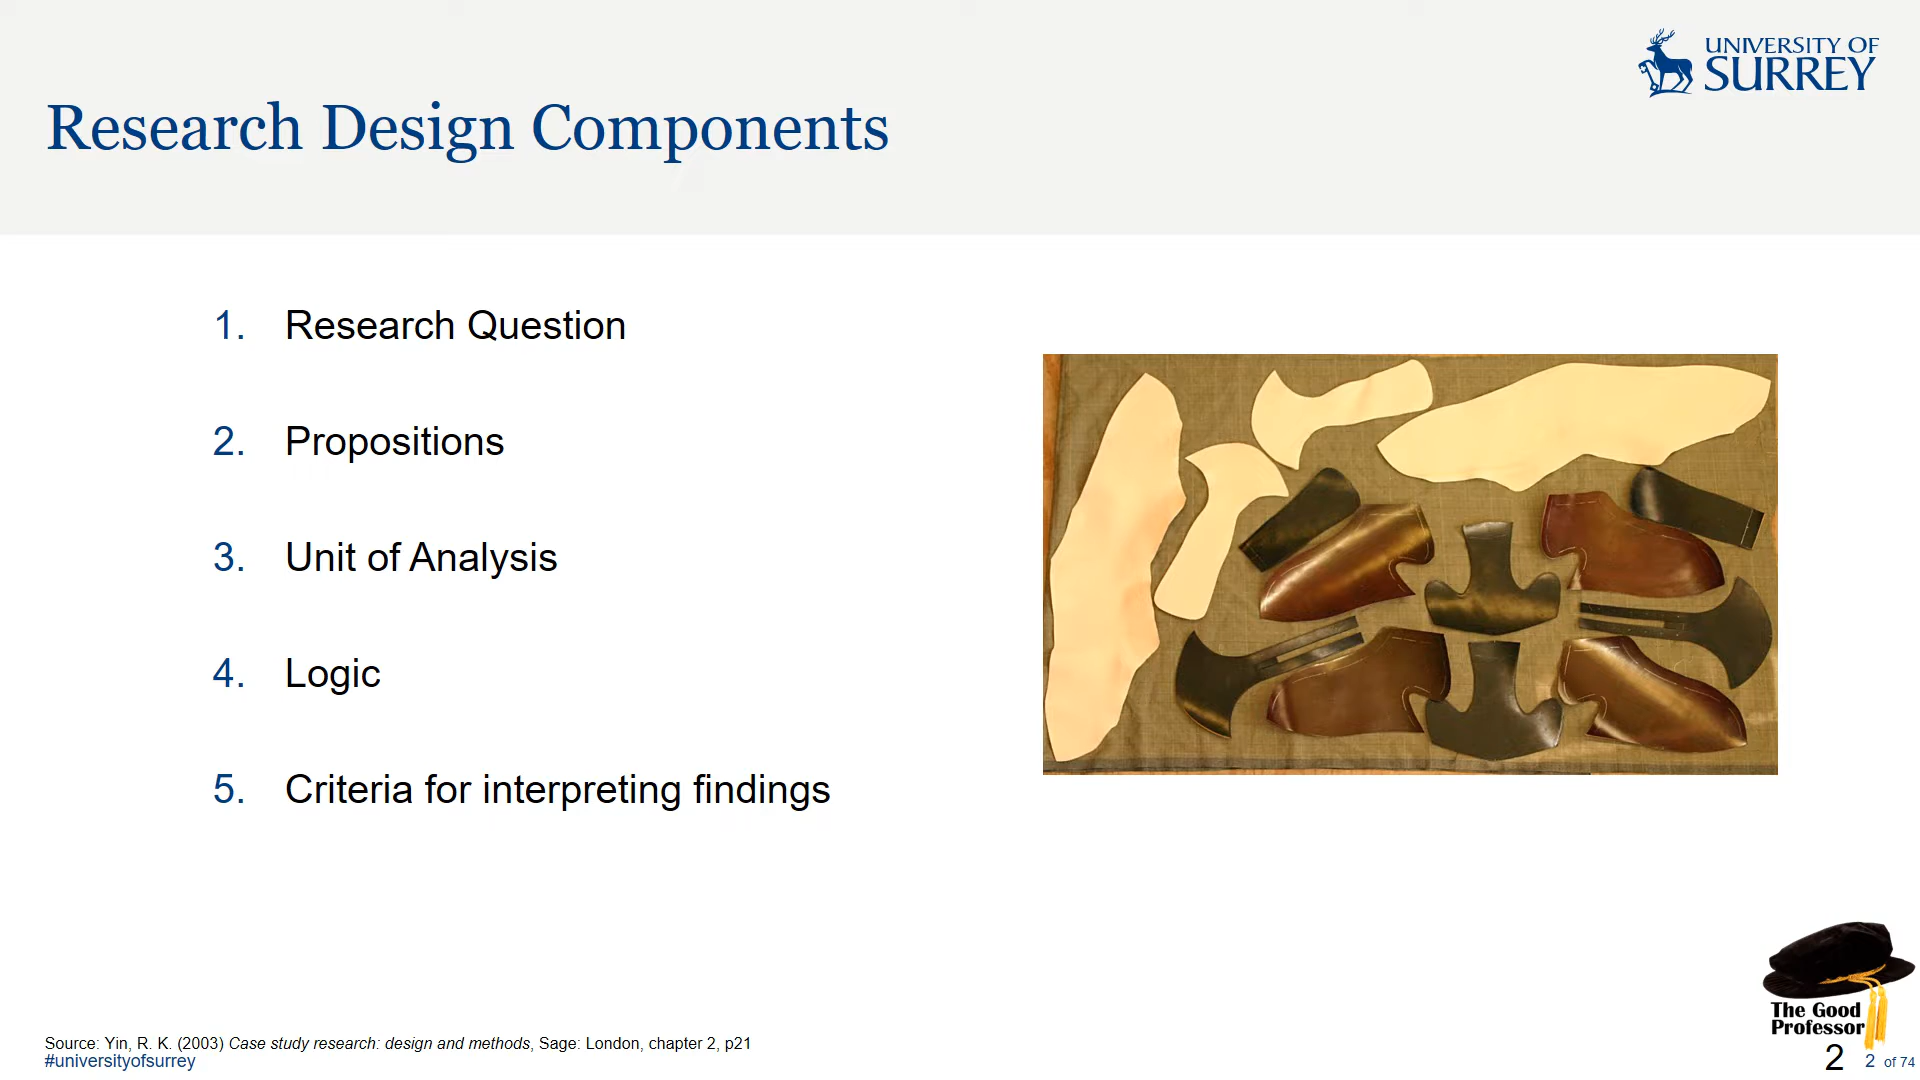 UNIVERSITY OF
SURREY
Research Design Components
1. Research Question
2. Propositions
3. Unit of Analysis
4. Logic
5. Criteria for interpreting findings
The Good
Professor
Source: Yin, R. K. (2003) Case study research: design and methods, Sage: London, chapter 2, p21
#universityofsurrey
2 2 of 74